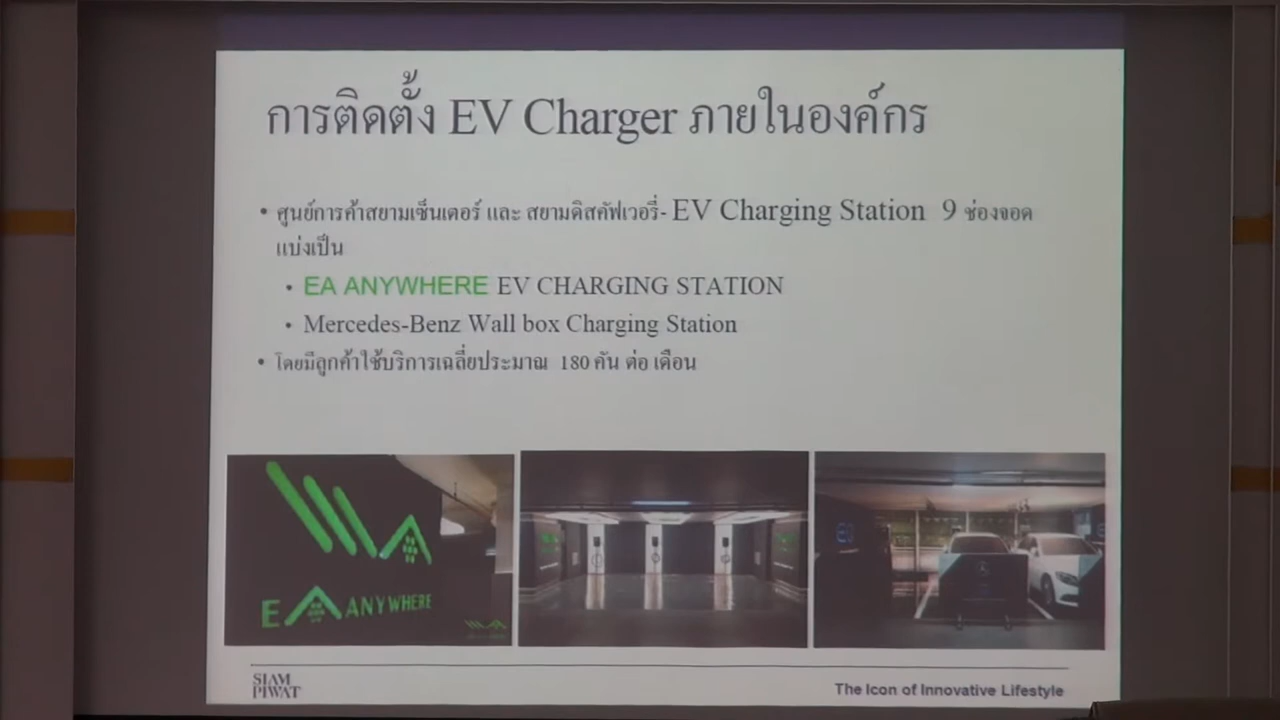 การติดตั้ง EV Charger ภายในองค์กร
• ศูนย์การค้าสยามเซ็นเตอร์ และ สยามดิสคัฟเวอรี่- EV Charging Station 9 ช่องจอด
แบ่งเป็น
• EA ANYWHERE EV CHARGING STATION
• Mercedes-Benz Wall box Charging Station
• โดยมีลูกค้าใช้บริการเฉลี่ยประมาณ 180 คัน ต่อ เดือน
EA ANYWHERE
SIAM
PIWAT
The Icon of Innovative Lifestyle